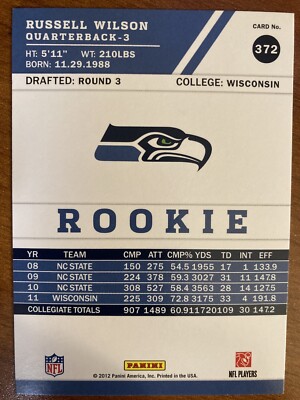 RUSSELL WILSON
QUARTERBACK-3
CARD No.
372
HT: 5'11" WT: 210LBS
BORN: 11.29.1988
DRAFTED: ROUND 3 COLLEGE: WISCONSIN
ROOKIE
YR TEAM CMP ATT CMP% YDS TD INT EFF
08 NC STATE 150 275 54.5 1955 17 1 133.9
09 NC STATE 224 378 59.3 3027 31 11 147.8
10 NC STATE 308 527 58.4 3563 28 14 127.5
11 WISCONSIN 225 309 72.8 3175 33 4 191.8
COLLEGIATE TOTALS 907 1489 60.9 11720 109 30 147.2
NFL
PANINI
NFL PLAYERS
© 2012 Panini America, Inc. Printed in the USA.